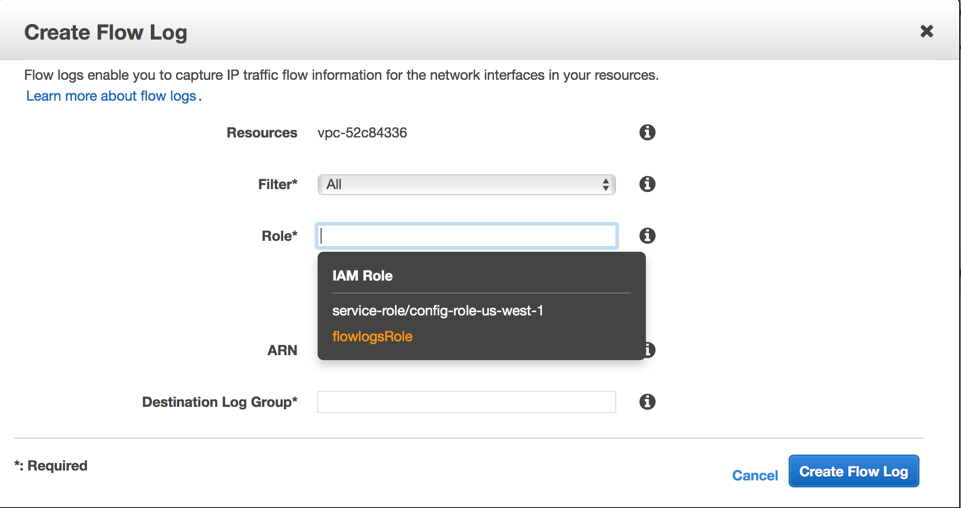 Create Flow Log
Flow logs enable you to capture IP traffic flow information for the network interfaces in your resources.
Learn more about flow logs.
Resources vpc-52c84336
Filter* All
Role*
IAM Role
service-role/config-role-us-west-1
flowlogsRole
ARN
Destination Log Group*
*: Required
Cancel Create Flow Log